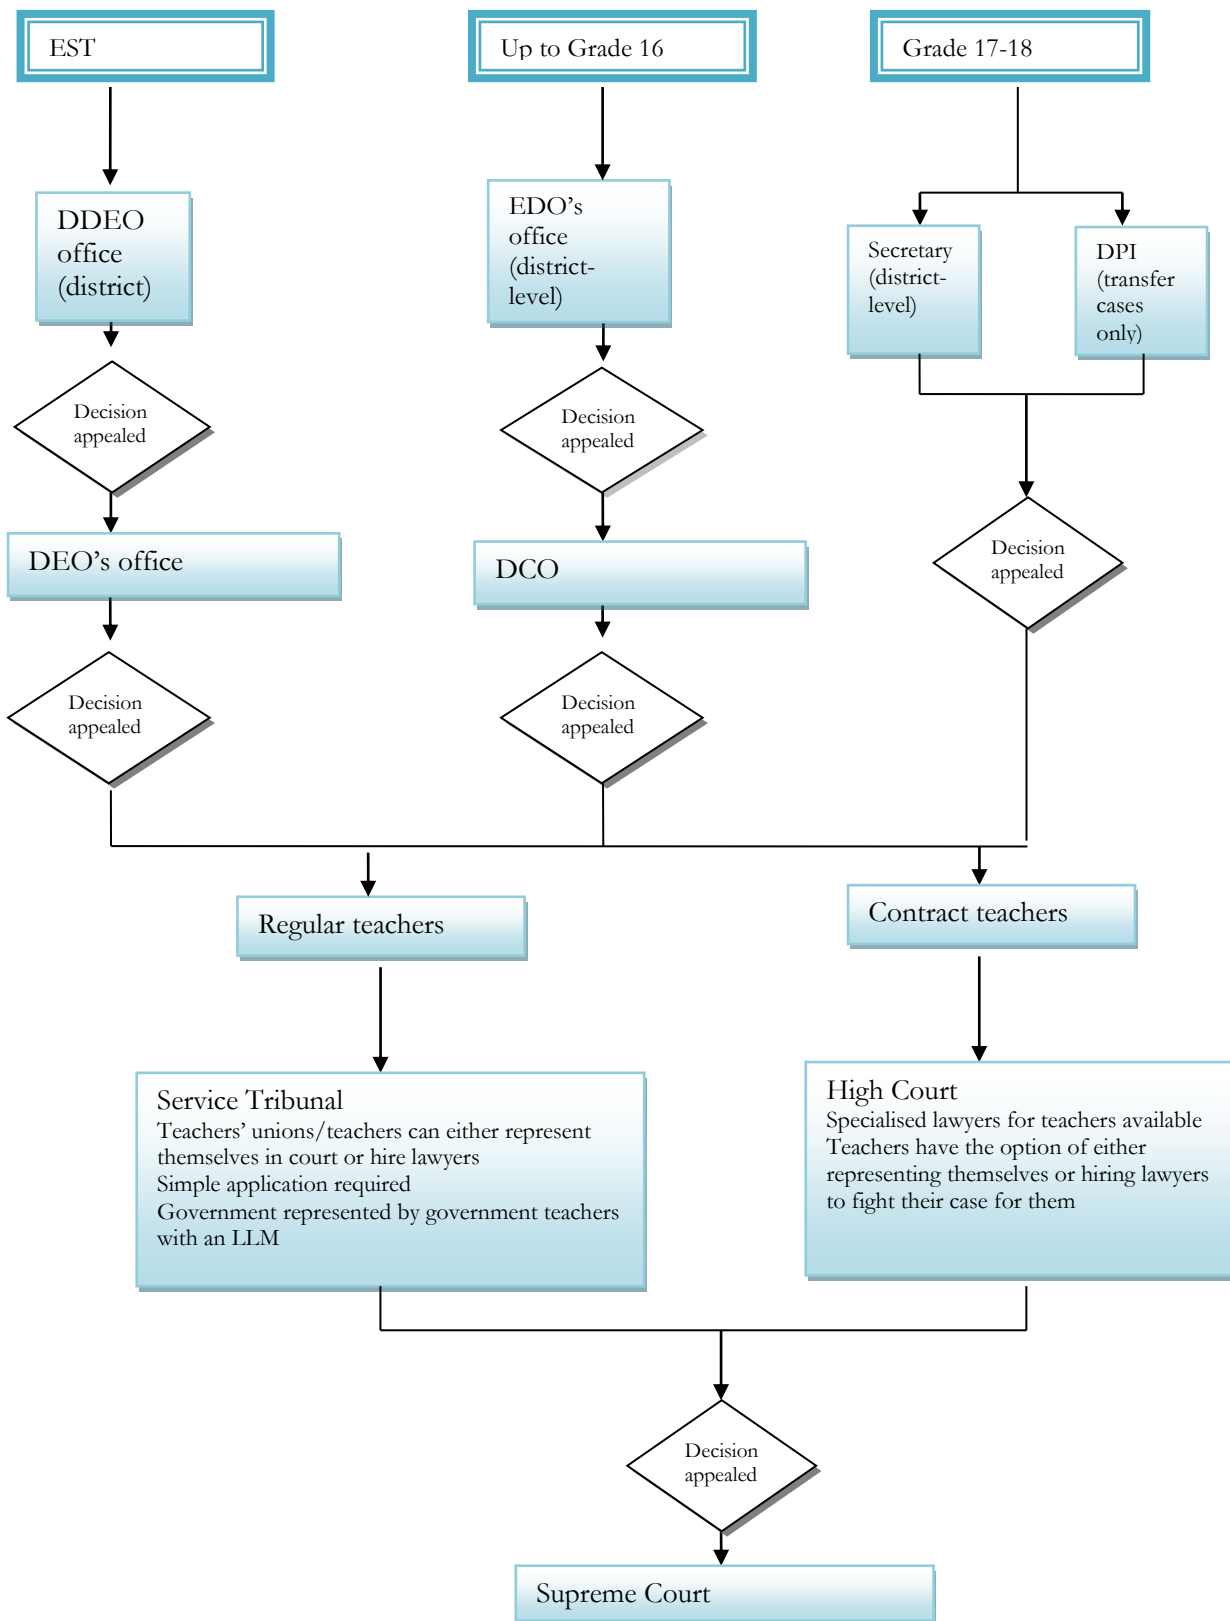 EST
Up to Grade 16
Grade 17-18
DDEO
office
(district)
EDO’s
office
(district-
level)
Secretary
(district-
level)
DPI
(transfer
cases
only)
Decision
appealed
Decision
appealed
Decision
appealed
DEO’s office
DCO
Decision
appealed
Decision
appealed
Regular teachers
Contract teachers
Service Tribunal
Teachers’ unions/teachers can either represent
themselves in court or hire lawyers
Simple application required
Government represented by government teachers
with an LLM
High Court
Specialised lawyers for teachers available
Teachers have the option of either
representing themselves or hiring lawyers
to fight their case for them
Decision
appealed
Supreme Court